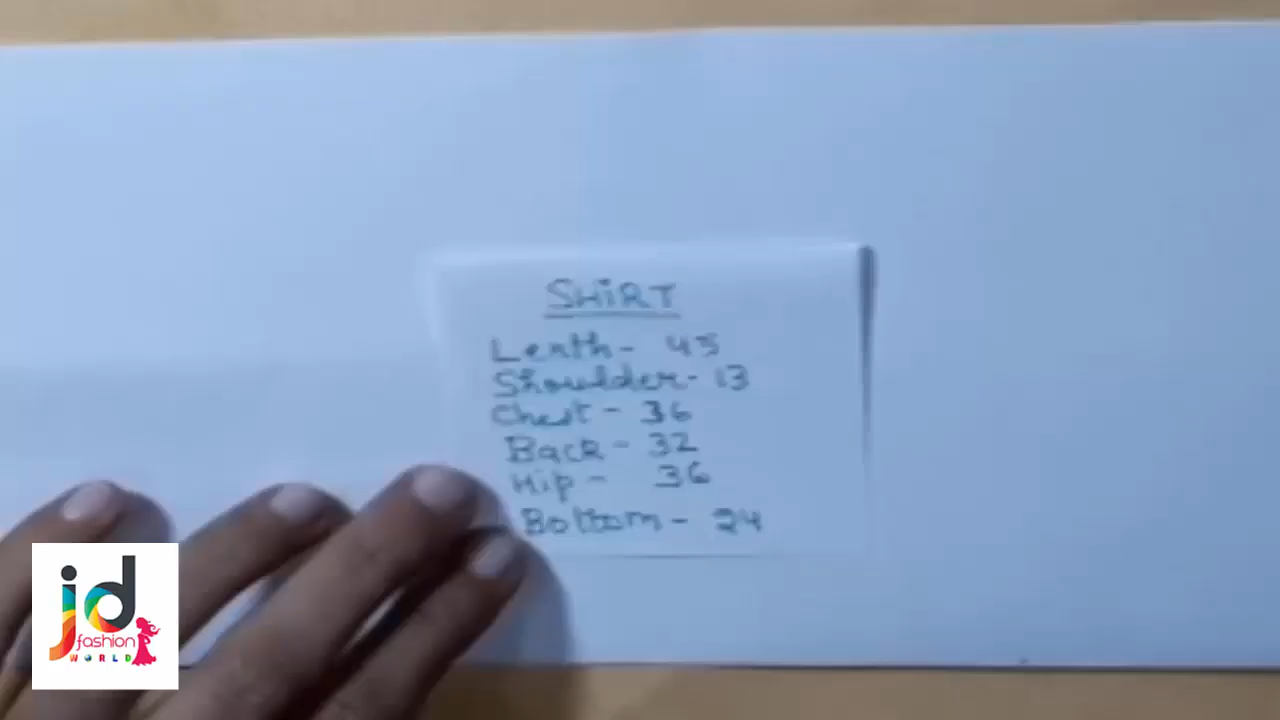 SHIRT
Lenth - 45
Shoulder - 13
Chest - 36
Back - 32
Hip - 36
Bottom - 24
jd
fashion
WORLD